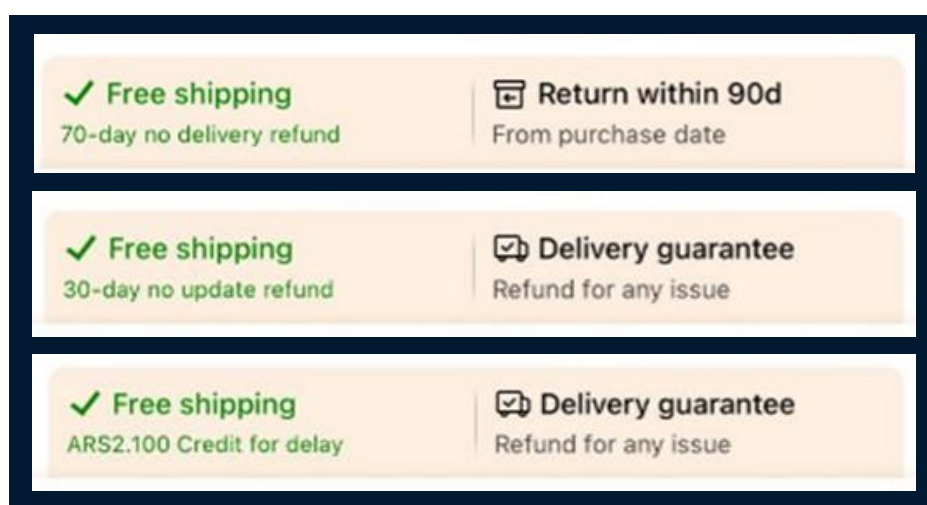 Free shipping
70-day no delivery refund
Return within 90d
From purchase date
Free shipping
30-day no update refund
Delivery guarantee
Refund for any issue
Free shipping
ARS2.100 Credit for delay
Delivery guarantee
Refund for any issue